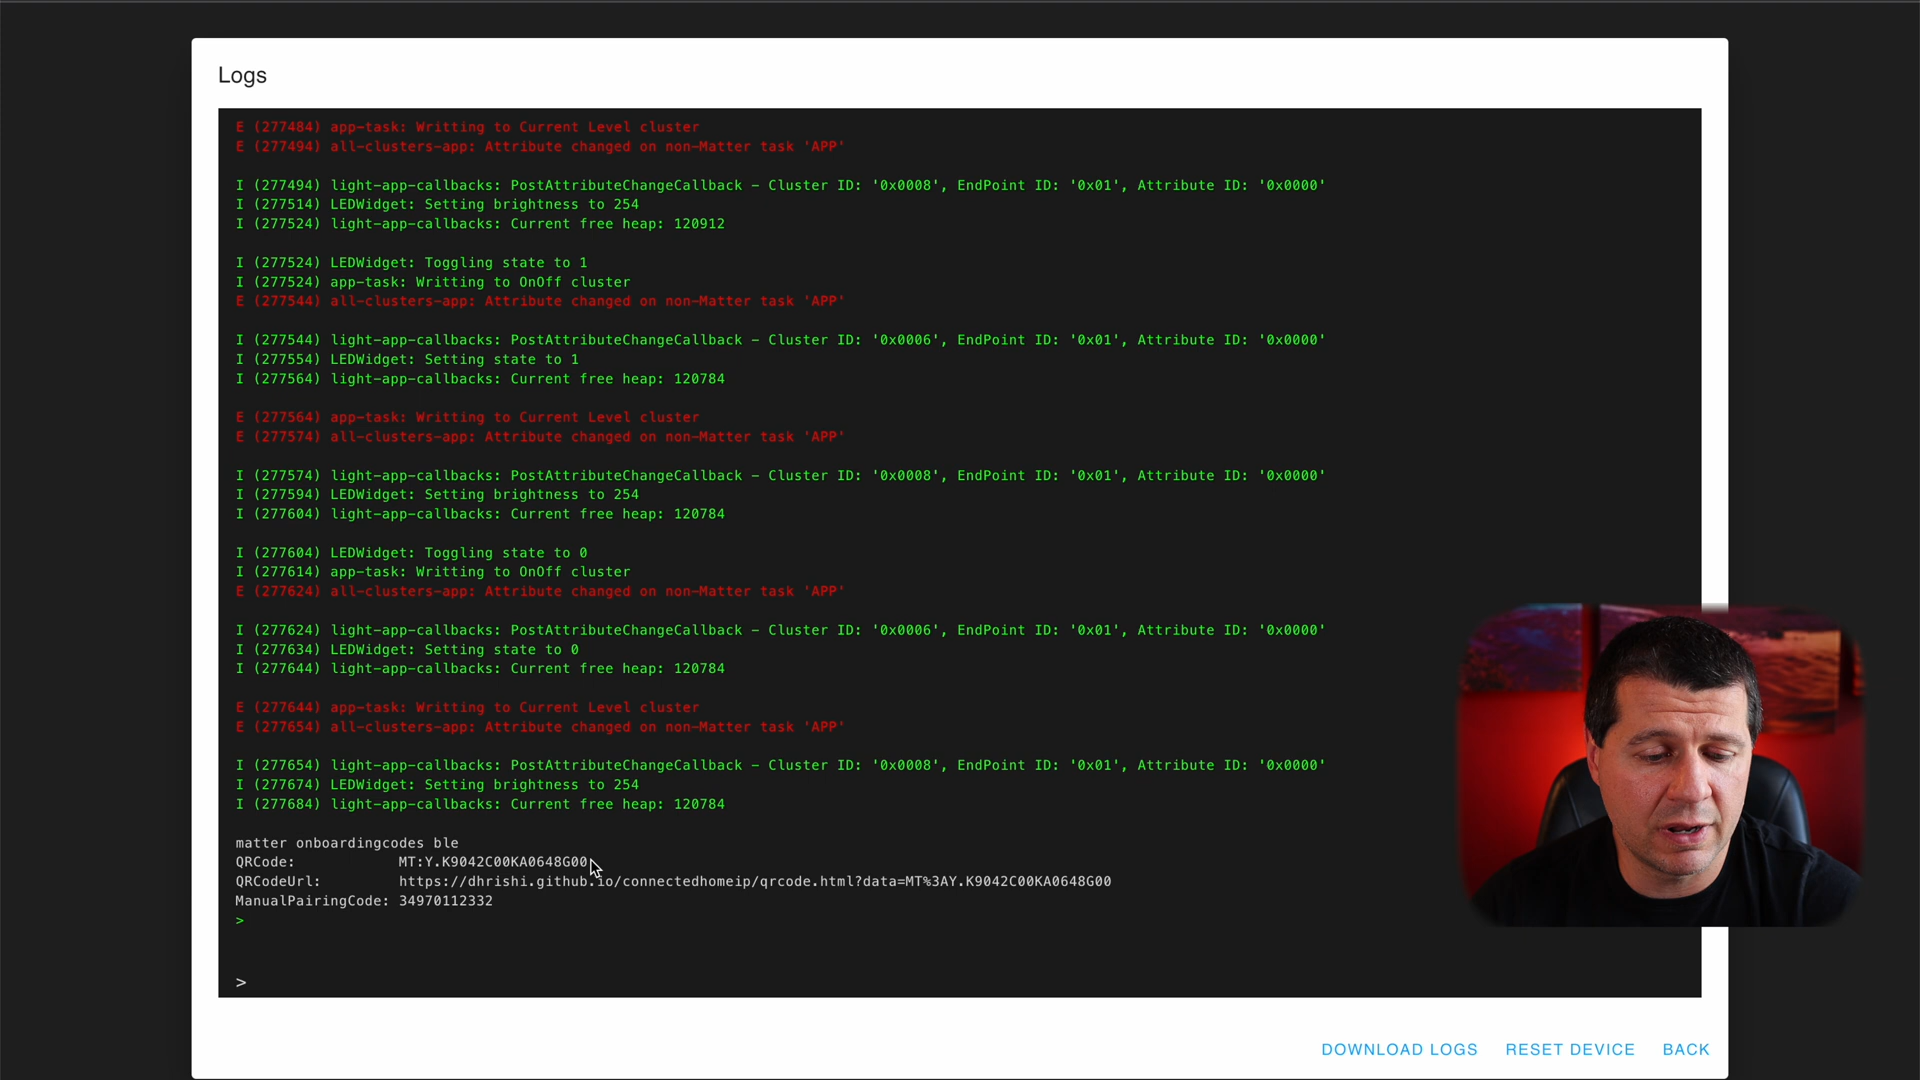 Logs
E (277484) app-task: Writting to Current Level cluster
E (277494) all-clusters-app: Attribute changed on non-Matter task 'APP'
I (277494) light-app-callbacks: PostAttributeChangeCallback - Cluster ID: '0x0008', EndPoint ID: '0x01', Attribute ID: '0x0000'
I (277514) LEDWidget: Setting brightness to 254
I (277524) light-app-callbacks: Current free heap: 120912
I (277524) LEDWidget: Toggling state to 1
I (277524) app-task: Writting to OnOff cluster
E (277544) all-clusters-app: Attribute changed on non-Matter task 'APP'
I (277544) light-app-callbacks: PostAttributeChangeCallback - Cluster ID: '0x0006', EndPoint ID: '0x01', Attribute ID: '0x0000'
I (277554) LEDWidget: Setting state to 1
I (277564) light-app-callbacks: Current free heap: 120784
E (277564) app-task: Writting to Current Level cluster
E (277574) all-clusters-app: Attribute changed on non-Matter task 'APP'
I (277574) light-app-callbacks: PostAttributeChangeCallback - Cluster ID: '0x0008', EndPoint ID: '0x01', Attribute ID: '0x0000'
I (277594) LEDWidget: Setting brightness to 254
I (277604) light-app-callbacks: Current free heap: 120784
I (277604) LEDWidget: Toggling state to 0
I (277614) app-task: Writting to OnOff cluster
E (277624) all-clusters-app: Attribute changed on non-Matter task 'APP'
I (277624) light-app-callbacks: PostAttributeChangeCallback - Cluster ID: '0x0006', EndPoint ID: '0x01', Attribute ID: '0x0000'
I (277634) LEDWidget: Setting state to 0
I (277644) light-app-callbacks: Current free heap: 120784
E (277644) app-task: Writting to Current Level cluster
E (277654) all-clusters-app: Attribute changed on non-Matter task 'APP'
I (277654) light-app-callbacks: PostAttributeChangeCallback - Cluster ID: '0x0008', EndPoint ID: '0x01', Attribute ID: '0x0000'
I (277674) LEDWidget: Setting brightness to 254
I (277684) light-app-callbacks: Current free heap: 120784
matter onboardingcodes ble
QRCode: MT:Y.K9042C00KA0648G00
QRCodeUrl: https://dhrishi.github.io/connectedhomeip/qrcode.html?data=MT%3AY.K9042C00KA0648G00
ManualPairingCode: 34970112332
>
>
DOWNLOAD LOGS RESET DEVICE BACK